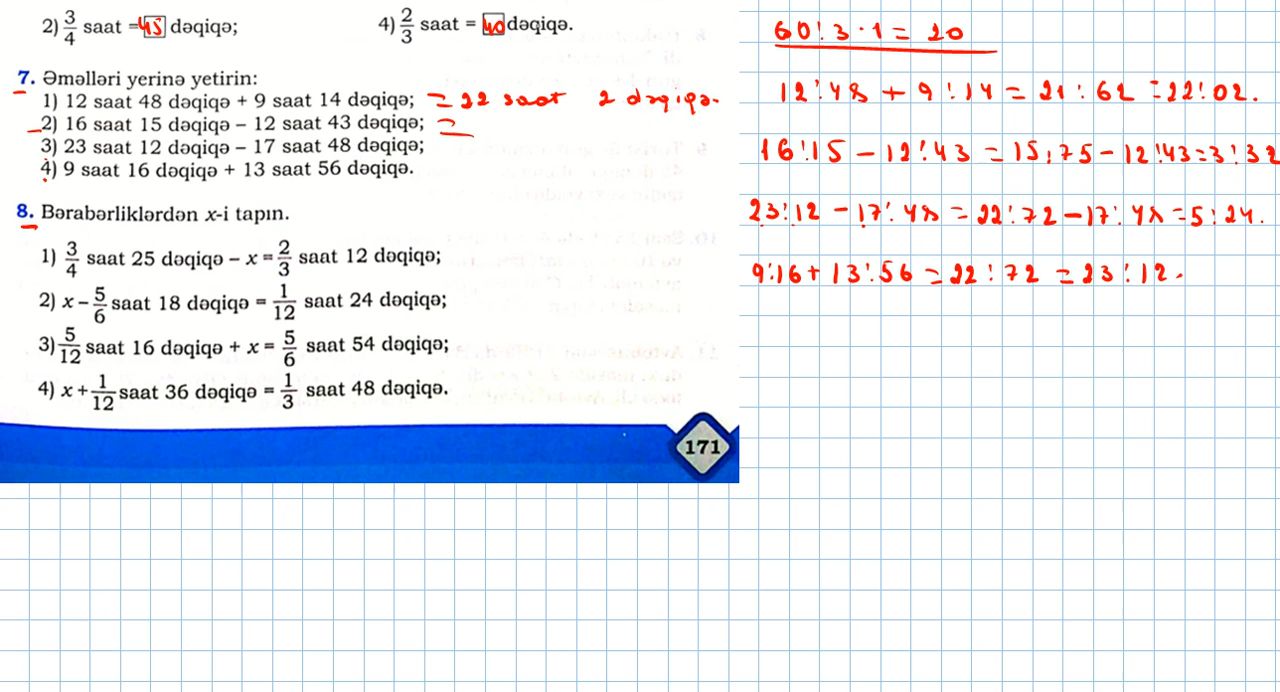 2) 3/4 saat = 45 dəqiqə; 4) 2/3 saat = 40 dəqiqə.
7. Əməlləri yerinə yetirin:
1) 12 saat 48 dəqiqə + 9 saat 14 dəqiqə; = 22 saat 2 dəqiqə.
2) 16 saat 15 dəqiqə – 12 saat 43 dəqiqə; =
3) 23 saat 12 dəqiqə – 17 saat 48 dəqiqə;
4) 9 saat 16 dəqiqə + 13 saat 56 dəqiqə.
8. Bərabərliklərdən x-i tapın.
1) 3/4 saat 25 dəqiqə – x = 2/3 saat 12 dəqiqə;
2) x – 5/6 saat 18 dəqiqə = 1/12 saat 24 dəqiqə;
3) 5/12 saat 16 dəqiqə + x = 5/6 saat 54 dəqiqə;
4) x + 1/12 saat 36 dəqiqə = 1/3 saat 48 dəqiqə.
171
60:3·1=20
12:48 + 9:14 = 21:62 = 22:02.
16:15 – 12:43 = 15:75 – 12:43 = 3:32
23:12 – 17:48 = 22:72 – 17:48 = 5:24.
9:16 + 13:56 = 22:72 = 23:12.